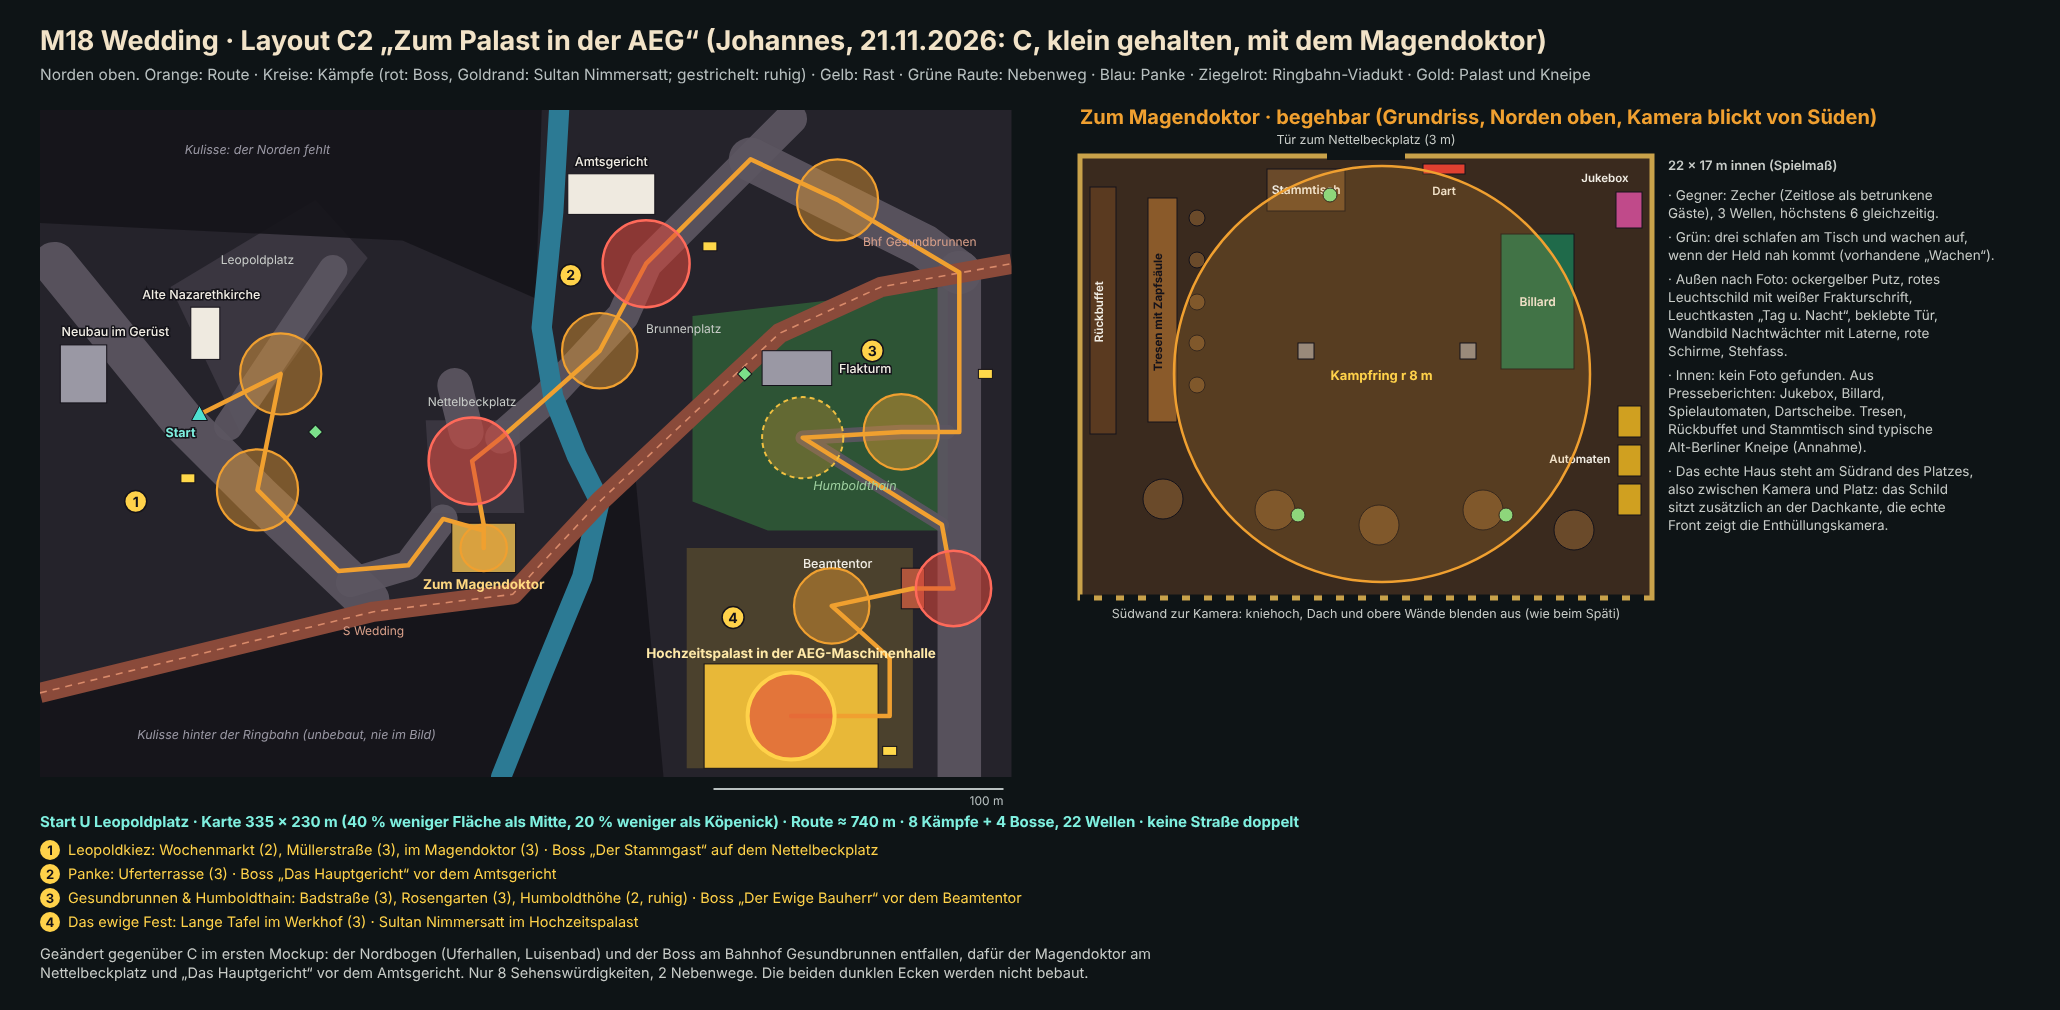 M18 Wedding · Layout C2 „Zum Palast in der AEG“ (Johannes, 21.11.2026: C, klein gehalten, mit dem Magendoktor)
Norden oben. Orange: Route · Kreise: Kämpfe (rot: Boss, Goldrand: Sultan Nimmersatt; gestrichelt: ruhig) · Gelb: Rast · Grüne Raute: Nebenweg · Blau: Panke · Ziegelrot: Ringbahn-Viadukt · Gold: Palast und Kneipe
Kulisse: der Norden fehlt
Amtsgericht
Leopoldplatz
Bhf Gesundbrunnen
2
Alte Nazarethkirche
Neubau im Gerüst
Brunnenplatz
3
Flakturm
Nettelbeckplatz
Start
Humboldthain
1
Beamtentor
Zum Magendoktor
4
S Wedding
Hochzeitspalast in der AEG-Maschinenhalle
Kulisse hinter der Ringbahn (unbebaut, nie im Bild)
100 m
Zum Magendoktor · begehbar (Grundriss, Norden oben, Kamera blickt von Süden)
Tür zum Nettelbeckplatz (3 m)
Stammtisch
Dart
Jukebox
Rückbuffet
Tresen mit Zapfsäule
Billard
Kampfring r 8 m
Automaten
Südwand zur Kamera: kniehoch, Dach und obere Wände blenden aus (wie beim Späti)
22 × 17 m innen (Spielmaß)
· Gegner: Zecher (Zeitlose als betrunkene
Gäste), 3 Wellen, höchstens 6 gleichzeitig.
· Grün: drei schlafen am Tisch und wachen auf,
wenn der Held nah kommt (vorhandene „Wachen“).
· Außen nach Foto: ockergelber Putz, rotes
Leuchtschild mit weißer Frakturschrift,
Leuchtkasten „Tag u. Nacht“, beklebte Tür,
Wandbild Nachtwächter mit Laterne, rote
Schirme, Stehfass.
· Innen: kein Foto gefunden. Aus
Presseberichten: Jukebox, Billard,
Spielautomaten, Dartscheibe. Tresen,
Rückbuffet und Stammtisch sind typische
Alt-Berliner Kneipe (Annahme).
· Das echte Haus steht am Südrand des Platzes,
also zwischen Kamera und Platz: das Schild
sitzt zusätzlich an der Dachkante, die echte
Front zeigt die Enthüllungskamera.
Start U Leopoldplatz · Karte 335 × 230 m (40 % weniger Fläche als Mitte, 20 % weniger als Köpenick) · Route ≈ 740 m · 8 Kämpfe + 4 Bosse, 22 Wellen · keine Straße doppelt
1 Leopoldkiez: Wochenmarkt (2), Müllerstraße (3), im Magendoktor (3) · Boss „Der Stammgast“ auf dem Nettelbeckplatz
2 Panke: Uferterrasse (3) · Boss „Das Hauptgericht“ vor dem Amtsgericht
3 Gesundbrunnen & Humboldthain: Badstraße (3), Rosengarten (3), Humboldthöhe (2, ruhig) · Boss „Der Ewige Bauherr“ vor dem Beamtentor
4 Das ewige Fest: Lange Tafel im Werkhof (3) · Sultan Nimmersatt im Hochzeitspalast
Geändert gegenüber C im ersten Mockup: der Nordbogen (Uferhallen, Luisenbad) und der Boss am Bahnhof Gesundbrunnen entfallen, dafür der Magendoktor am
Nettelbeckplatz und „Das Hauptgericht“ vor dem Amtsgericht. Nur 8 Sehenswürdigkeiten, 2 Nebenwege. Die beiden dunklen Ecken werden nicht bebaut.